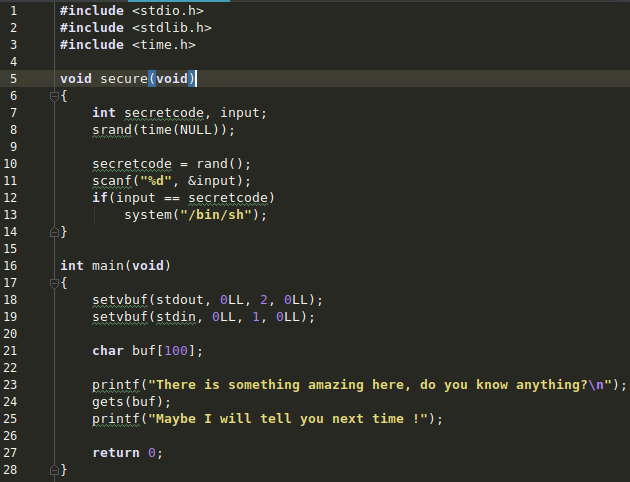 1 #include <stdio.h>
2 #include <stdlib.h>
3 #include <time.h>
4
5 void secure(void)
6 {
7     int secretcode, input;
8     srand(time(NULL));
9
10     secretcode = rand();
11     scanf("%d", &input);
12     if(input == secretcode)
13         system("/bin/sh");
14 }
15
16 int main(void)
17 {
18     setvbuf(stdout, 0LL, 2, 0LL);
19     setvbuf(stdin, 0LL, 1, 0LL);
20
21     char buf[100];
22
23     printf("There is something amazing here, do you know anything?\n");
24     gets(buf);
25     printf("Maybe I will tell you next time !");
26
27     return 0;
28 }